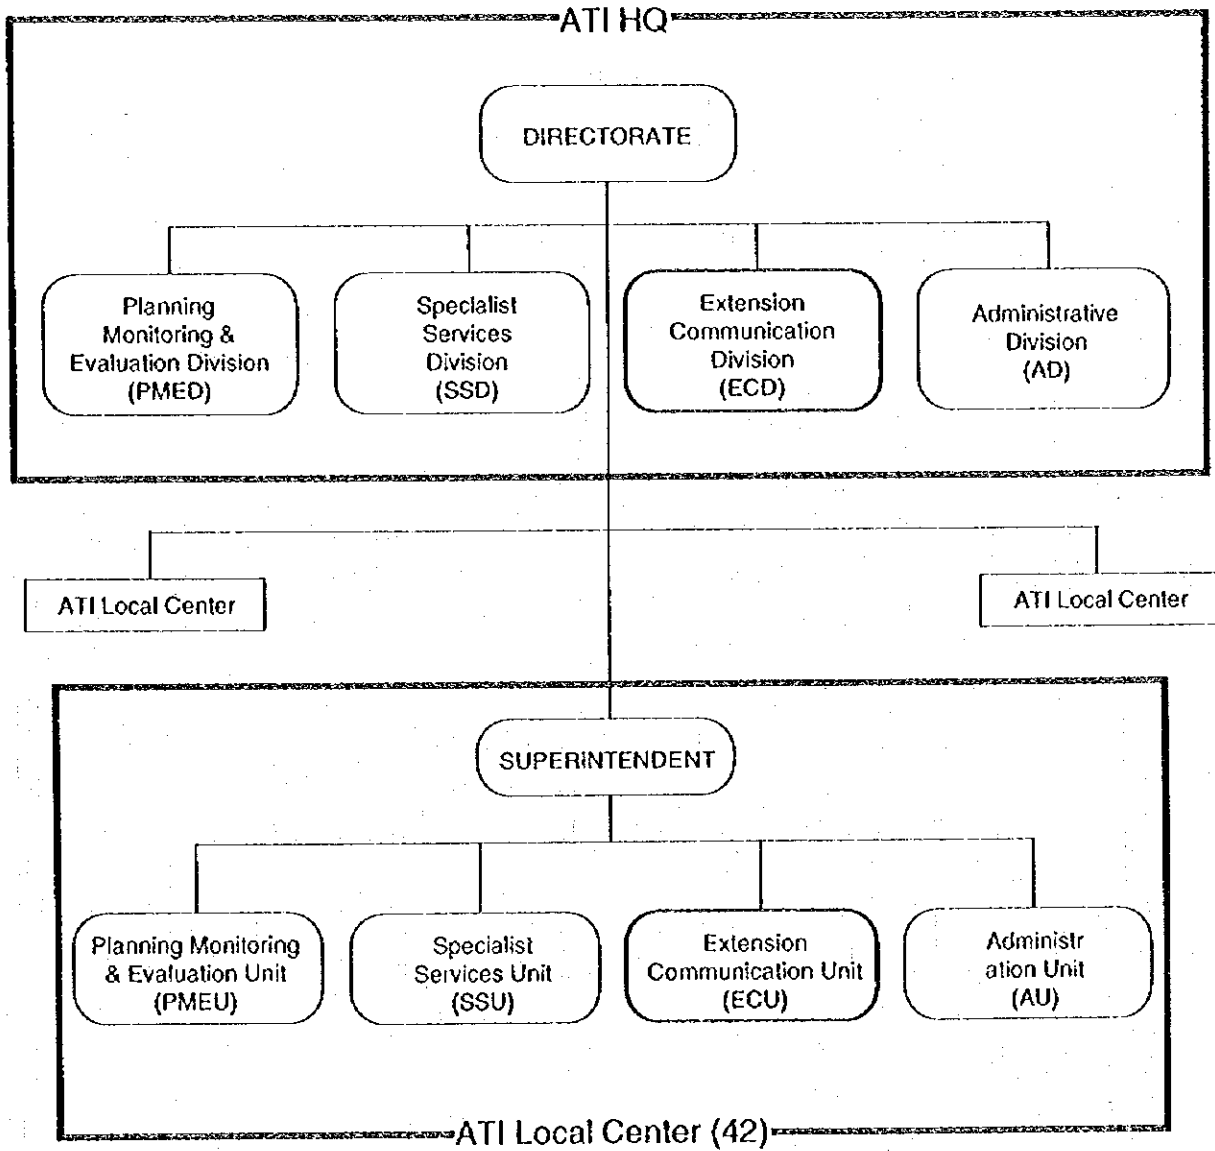 ATI HQ
DIRECTORATE
Planning
Monitoring &
Evaluation Division
(PMED)
Specialist
Services
Division
(SSD)
Extension
Communication
Division
(ECD)
Administrative
Division
(AD)
ATI Local Center
ATI Local Center
SUPERINTENDENT
Planning Monitoring
& Evaluation Unit
(PMEU)
Specialist
Services Unit
(SSU)
Extension
Communication Unit
(ECU)
Administr
ation Unit
(AU)
ATI Local Center (42)